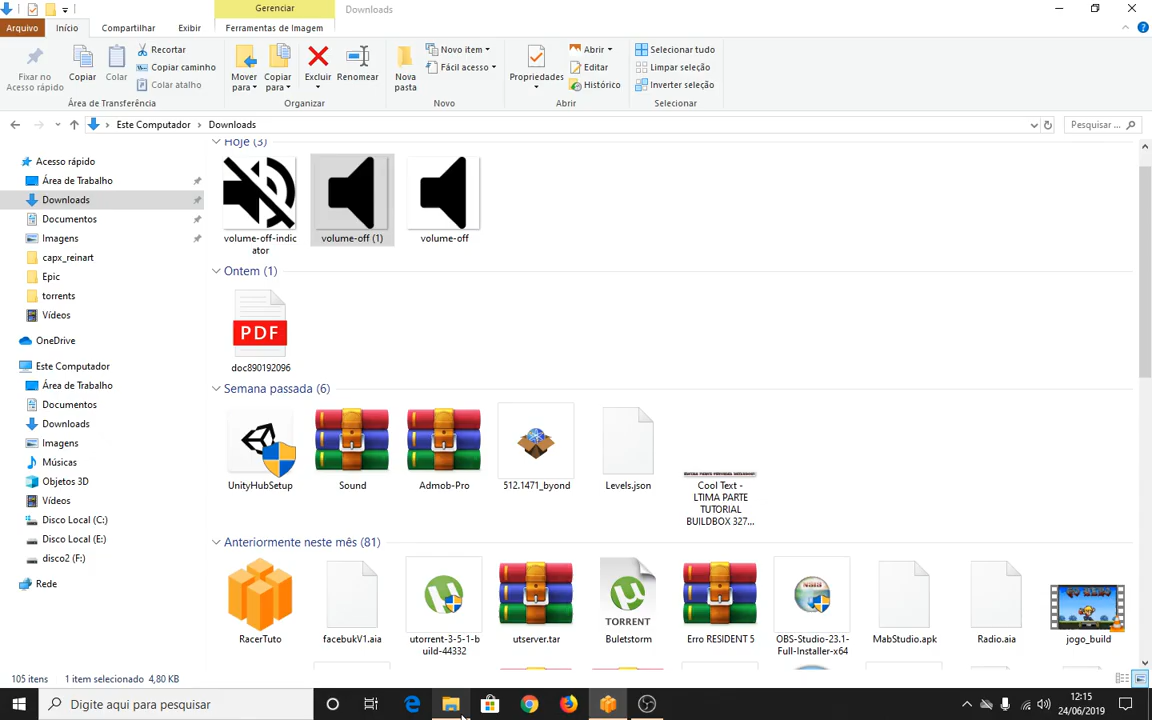 Gerenciar
Downloads
Arquivo
Início
Compartilhar
Exibir
Ferramentas de Imagem
Fixar no
Acesso rápido
Copiar
Colar
Recortar
Copiar caminho
Colar atalho
Área de Transferência
Mover
para
Copiar
para
Excluir
Renomear
Organizar
Nova
pasta
Novo item
Fácil acesso
Novo
Propriedades
Abrir
Editar
Histórico
Abrir
Selecionar tudo
Limpar seleção
Inverter seleção
Selecionar
Este Computador
Downloads
Pesquisar ...
Acesso rápido
Área de Trabalho
Downloads
Documentos
Imagens
capx_reinart
Epic
torrents
Vídeos
OneDrive
Este Computador
Área de Trabalho
Documentos
Downloads
Imagens
Músicas
Objetos 3D
Vídeos
Disco Local (C:)
Disco Local (E:)
disco2 (F:)
Rede
Hoje (3)
volume-off-indic
ator
volume-off (1)
volume-off
Ontem (1)
PDF
doc890192096
Semana passada (6)
UnityHubSetup
Sound
Admob-Pro
512.1471_byond
Levels.json
Cool Text -
LTIMA PARTE
TUTORIAL
BUILDBOX 327...
Anteriormente neste mês (81)
RacerTuto
facebukV1.aia
utorrent-3-5-1-b
uild-44332
utserver.tar
TORRENT
Buletstorm
Erro RESIDENT 5
OBS-Studio-23.1-
Full-Installer-x64
MabStudio.apk
Radio.aia
jogo_build
105 itens
1 item selecionado 4,80 KB
Digite aqui para pesquisar
12:15
24/06/2019